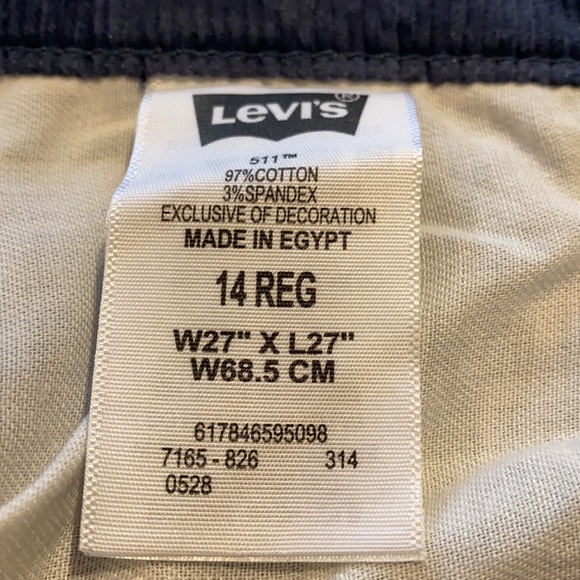 Levi's®
511™
97%COTTON
3%SPANDEX
EXCLUSIVE OF DECORATION
MADE IN EGYPT
14 REG
W27" X L27"
W68.5 CM
617846595098
7165 - 826 314
0528